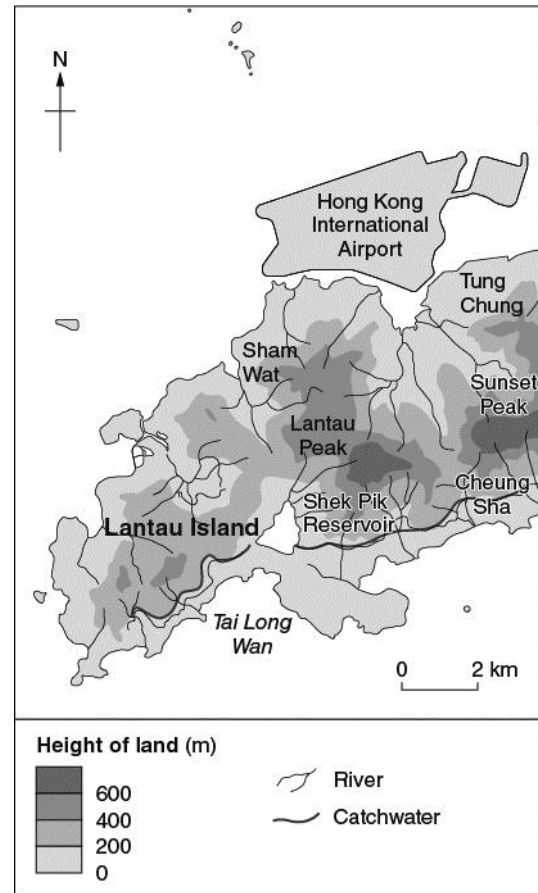 N
Hong Kong
International
Airport
Tung
Chung
Sham
Wat
Sunset
Peak
Lantau
Peak
Cheung
Sha
Shek Pik
Reservoir
Lantau Island
Tai Long
Wan
0 2 km
Height of land (m)
600
400
200
0
River
Catchwater